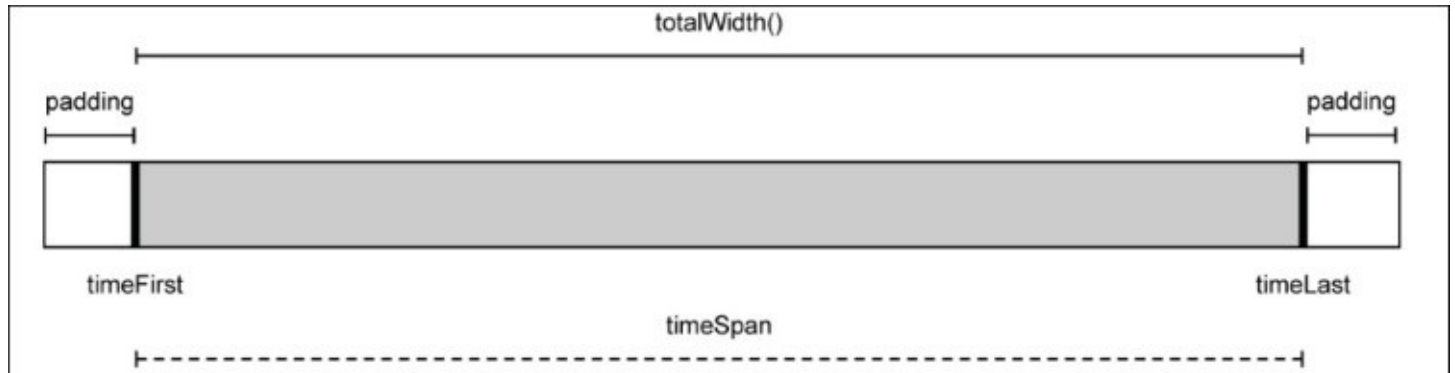 totalWidth()
padding padding
timeFirst timeLast
timeSpan